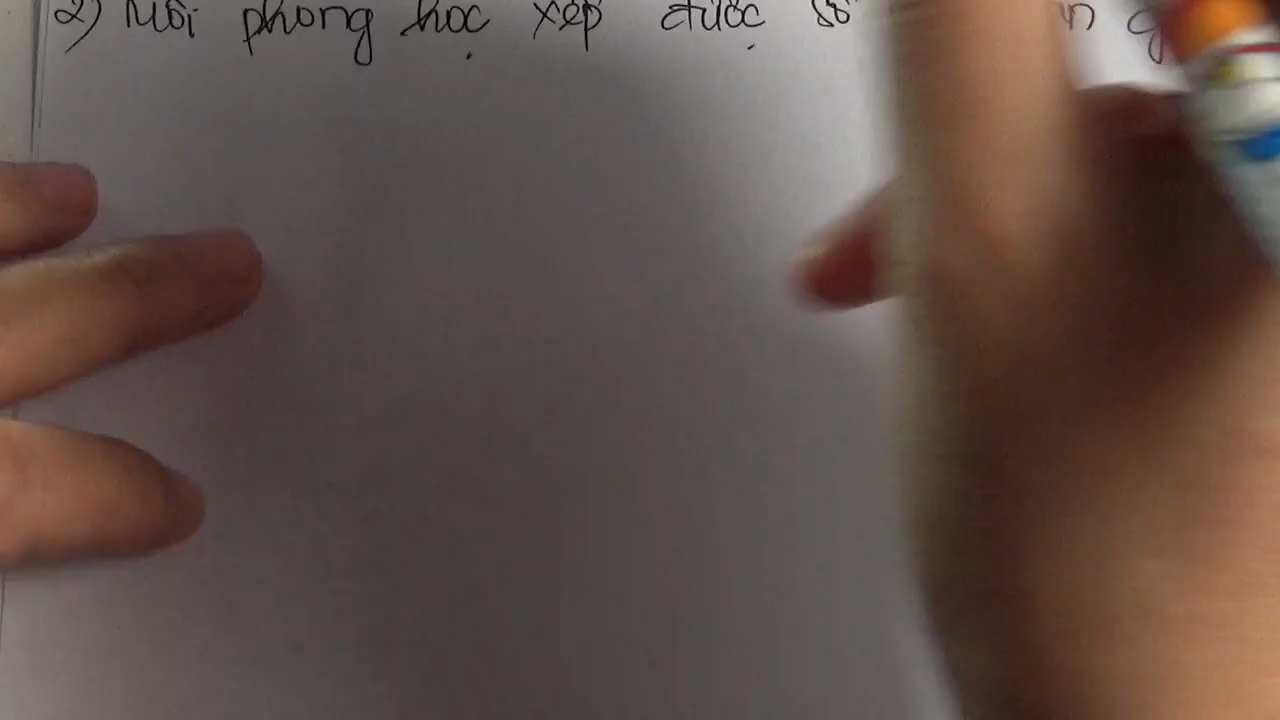 2) Mỗi phòng học xếp được số